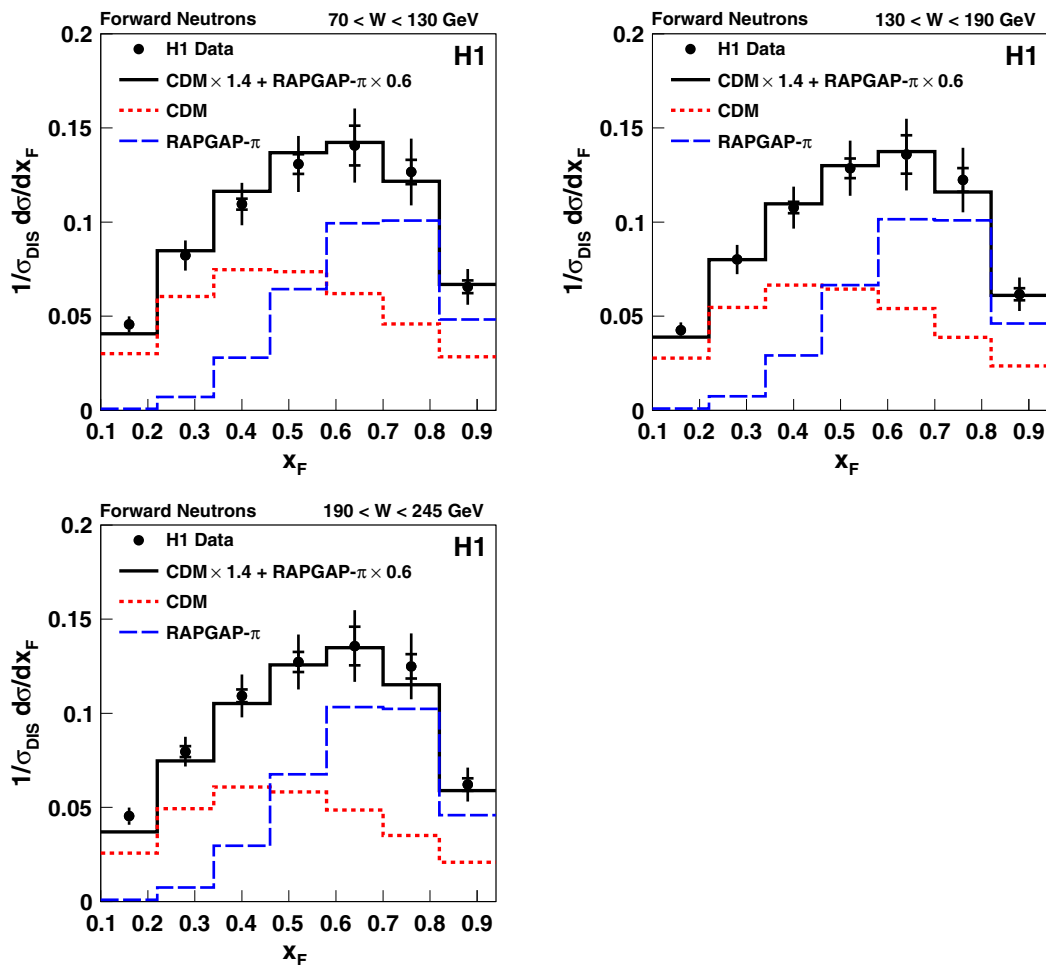 Forward Neutrons 70 < W < 130 GeV
H1
H1 Data
CDM × 1.4 + RAPGAP-π × 0.6
CDM
RAPGAP-π
1/σ_DIS dσ/dx_F
0.2
0.15
0.1
0.05
0
0.1 0.2 0.3 0.4 0.5 0.6 0.7 0.8 0.9
x_F
Forward Neutrons 130 < W < 190 GeV
H1
H1 Data
CDM × 1.4 + RAPGAP-π × 0.6
CDM
RAPGAP-π
1/σ_DIS dσ/dx_F
0.2
0.15
0.1
0.05
0
0.1 0.2 0.3 0.4 0.5 0.6 0.7 0.8 0.9
x_F
Forward Neutrons 190 < W < 245 GeV
H1
H1 Data
CDM × 1.4 + RAPGAP-π × 0.6
CDM
RAPGAP-π
1/σ_DIS dσ/dx_F
0.2
0.15
0.1
0.05
0
0.1 0.2 0.3 0.4 0.5 0.6 0.7 0.8 0.9
x_F